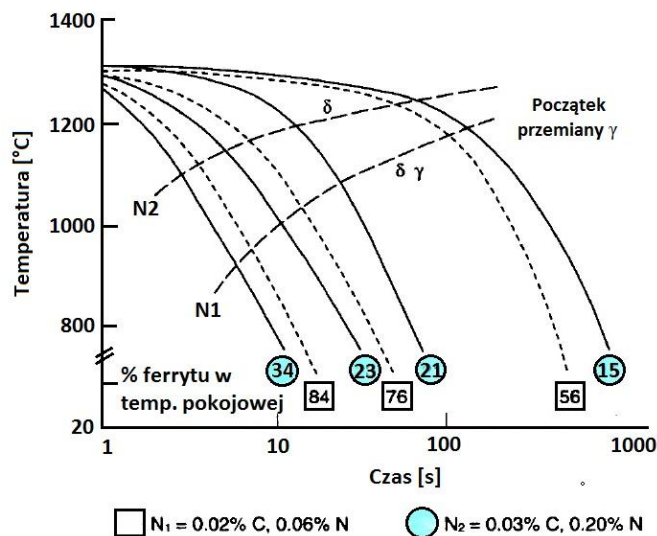 1400
1200
1000
800
20
Temperatura [°C]
δ
Początek
przemiany γ
δ γ
N2
N1
% ferrytu w
temp. pokojowej
34
84
23
76
21
56
15
1
10
100
1000
Czas [s]
N₁ = 0.02% C, 0.06% N
N₂ = 0.03% C, 0.20% N